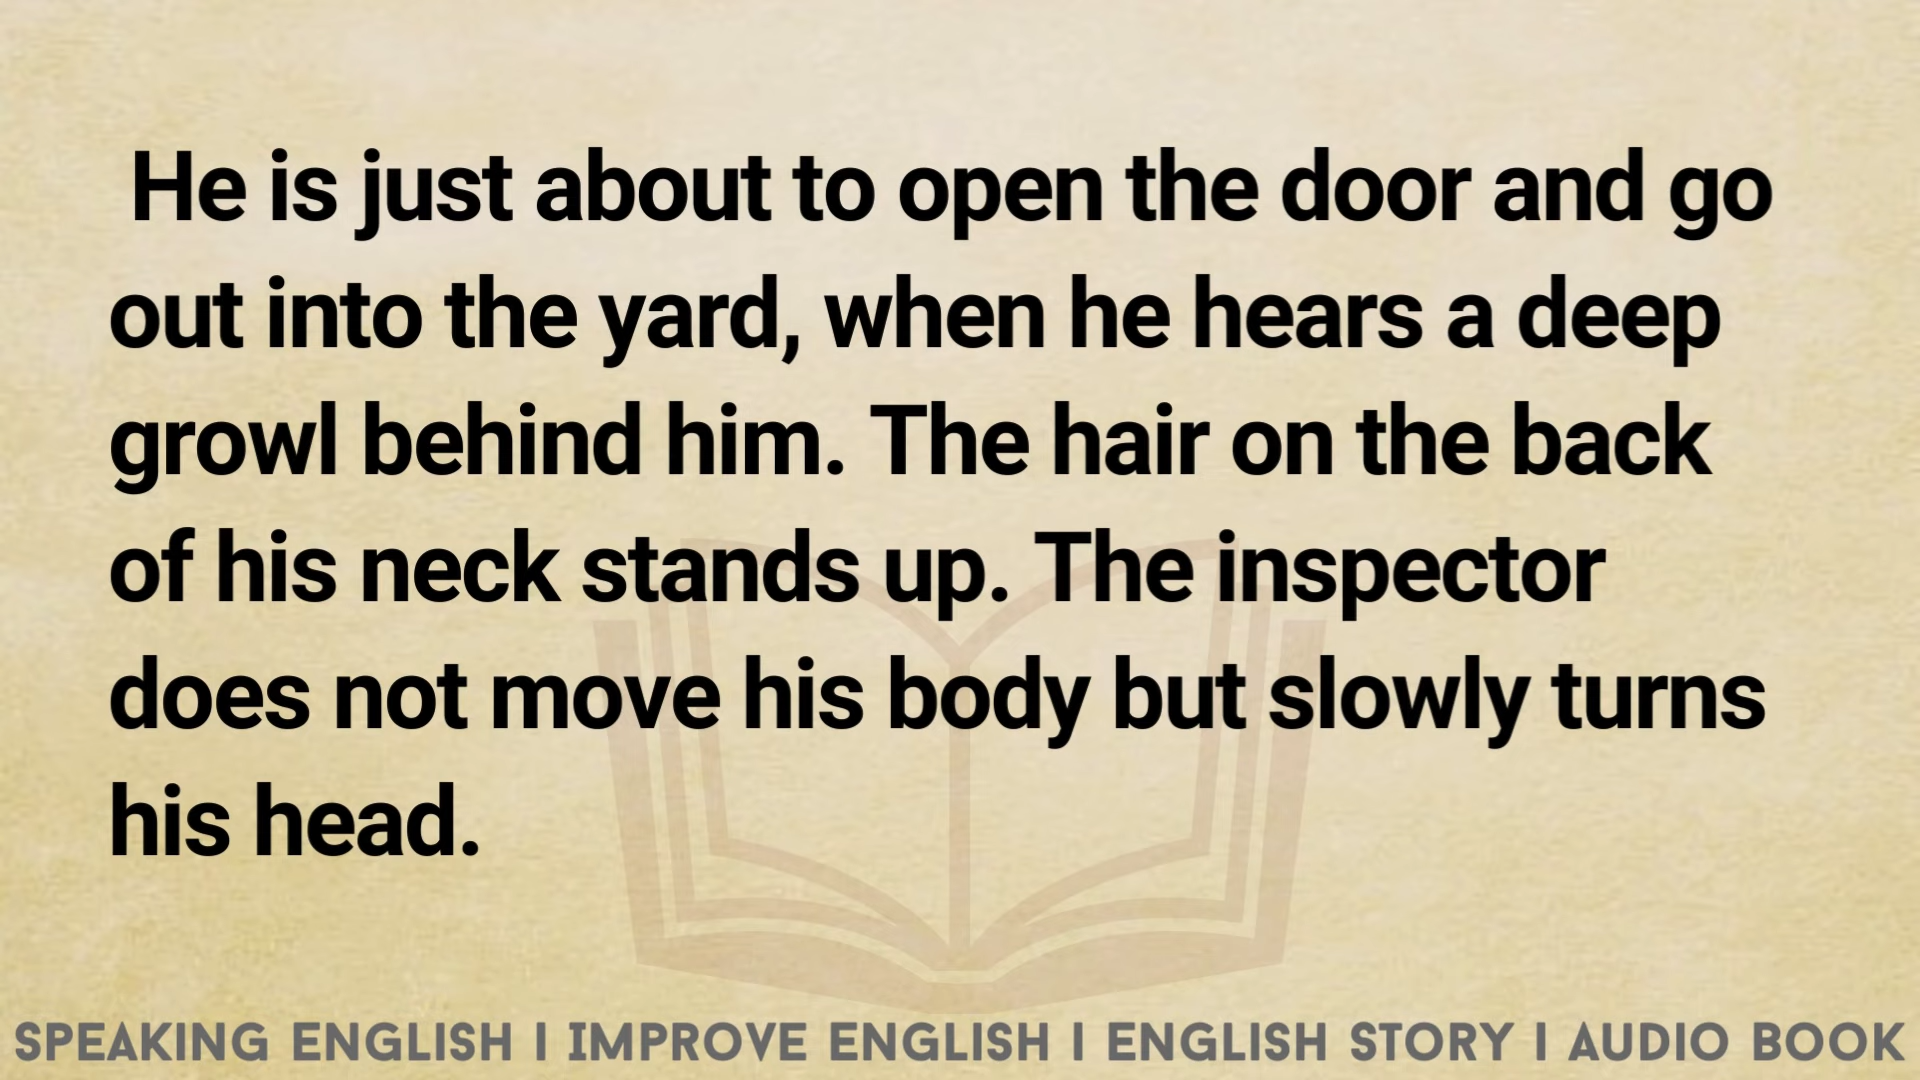 He is just about to open the door and go
out into the yard, when he hears a deep
growl behind him. The hair on the back
of his neck stands up. The inspector
does not move his body but slowly turns
his head.
SPEAKING ENGLISH I IMPROVE ENGLISH I ENGLISH STORY I AUDIO BOOK